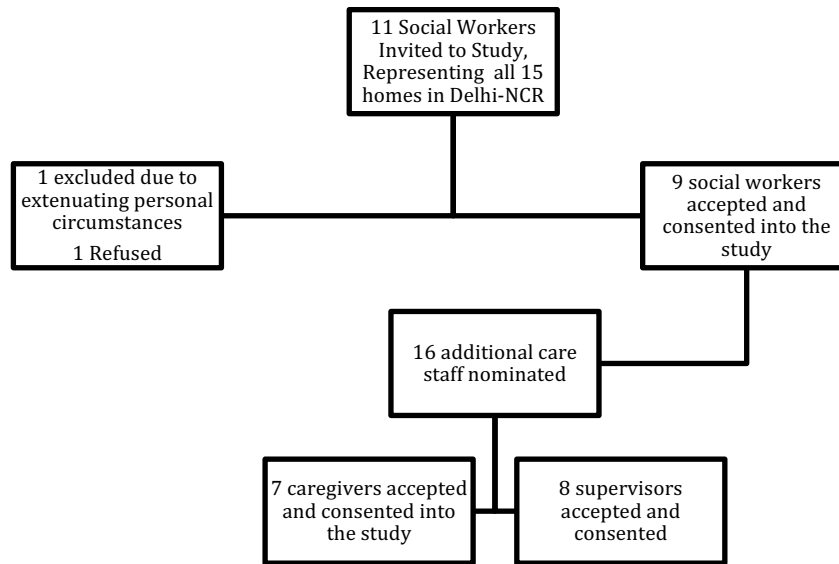 11 Social Workers
Invited to Study,
Representing all 15
homes in Delhi-NCR
1 excluded due to
extenuating personal
circumstances
1 Refused
9 social workers
accepted and
consented into the
study
16 additional care
staff nominated
7 caregivers accepted
and consented into
the study
8 supervisors
accepted and
consented